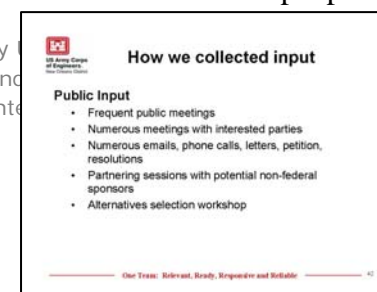 US Army Corps
of Engineers
New Orleans District
How we collected input
Public Input
• Frequent public meetings
• Numerous meetings with interested parties
• Numerous emails, phone calls, letters, petition,
resolutions
• Partnering sessions with potential non-federal
sponsors
• Alternatives selection workshop
One Team: Relevant, Ready, Responsive and Reliable
42